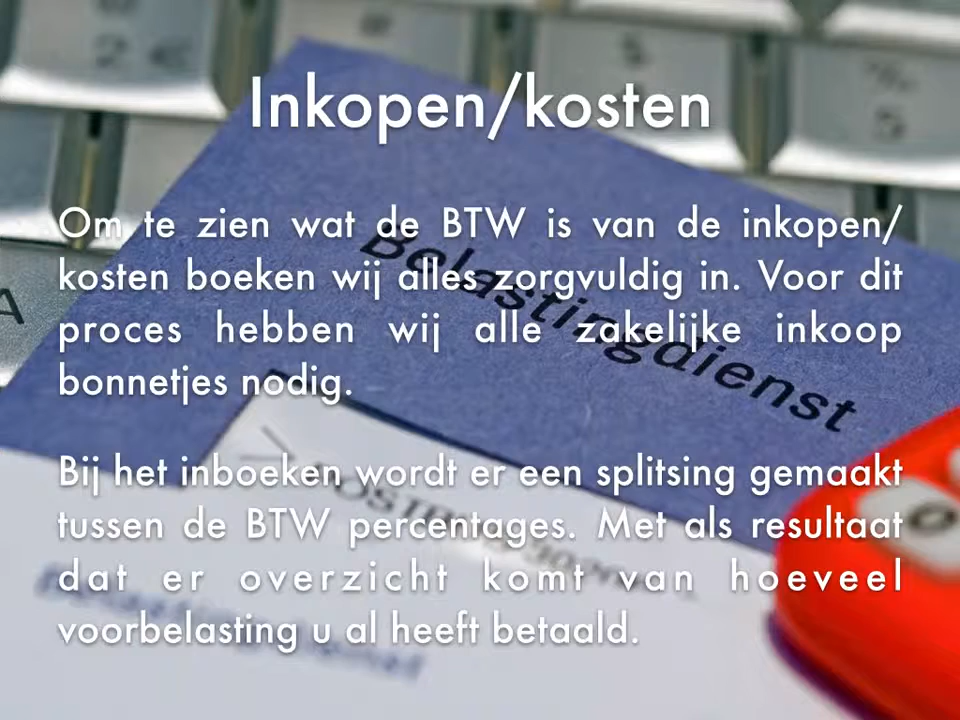 Inkopen/kosten
Om te zien wat de BTW is van de inkopen/
kosten boeken wij alles zorgvuldig in. Voor dit
proces hebben wij alle zakelijke inkoop
bonnetjes nodig.
Bij het inboeken wordt er een splitsing gemaakt
tussen de BTW percentages. Met als resultaat
dat er overzicht komt van hoeveel
voorbelasting u al heeft betaald.
Belastingdienst